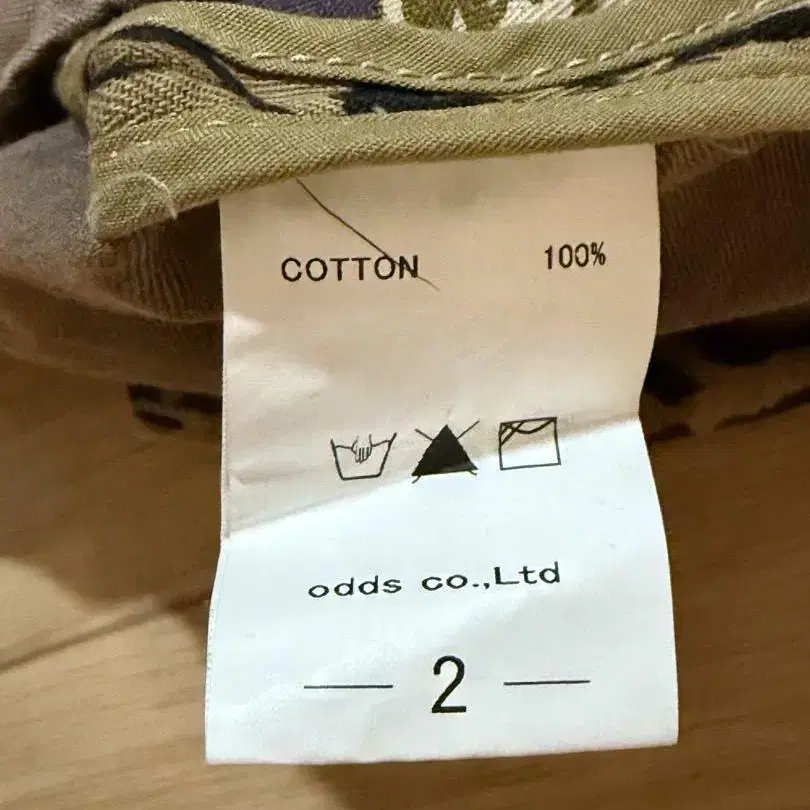 COTTON 100%
odds co.,Ltd
— 2 —